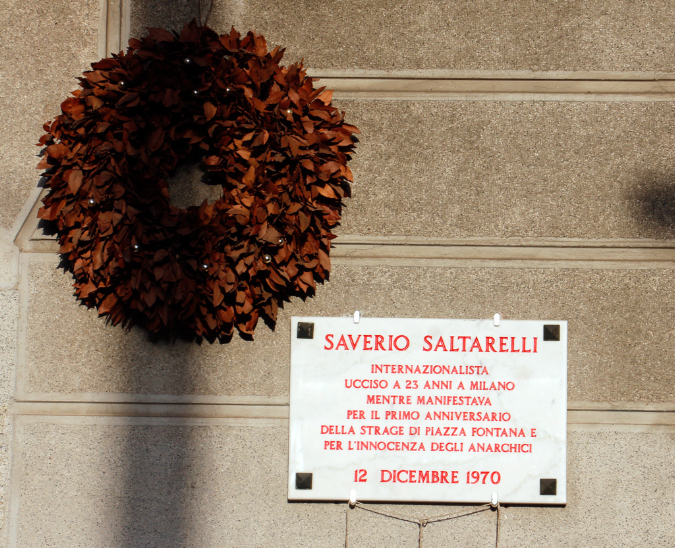 SAVERIO SALTARELLI
INTERNAZIONALISTA
UCCISO A 23 ANNI A MILANO
MENTRE MANIFESTAVA
PER IL PRIMO ANNIVERSARIO
DELLA STRAGE DI PIAZZA FONTANA E
PER L'INNOCENZA DEGLI ANARCHICI
12 DICEMBRE 1970